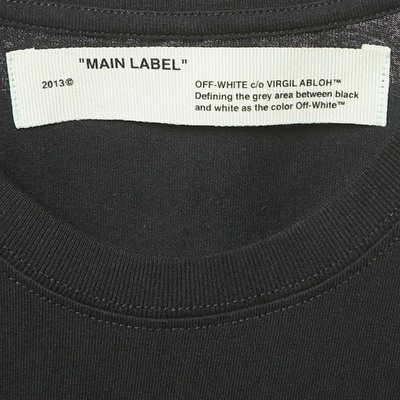 "MAIN LABEL"
2013©
OFF-WHITE c/o VIRGIL ABLOH™
Defining the grey area between black
and white as the color Off-White™